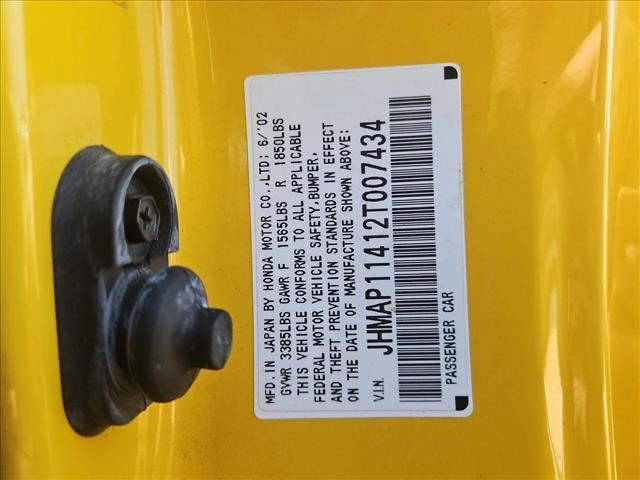 MFD.IN JAPAN BY HONDA MOTOR CO.,LTD; 6/'02
GVWR 3385LBS GAWR F 1565LBS R 1850LBS
THIS VEHICLE CONFORMS TO ALL APPLICABLE
FEDERAL MOTOR VEHICLE SAFETY,BUMPER,
AND THEFT PREVENTION STANDARDS IN EFFECT
ON THE DATE OF MANUFACTURE SHOWN ABOVE:
V.I.N. JHMAP11412T007434
PASSENGER CAR